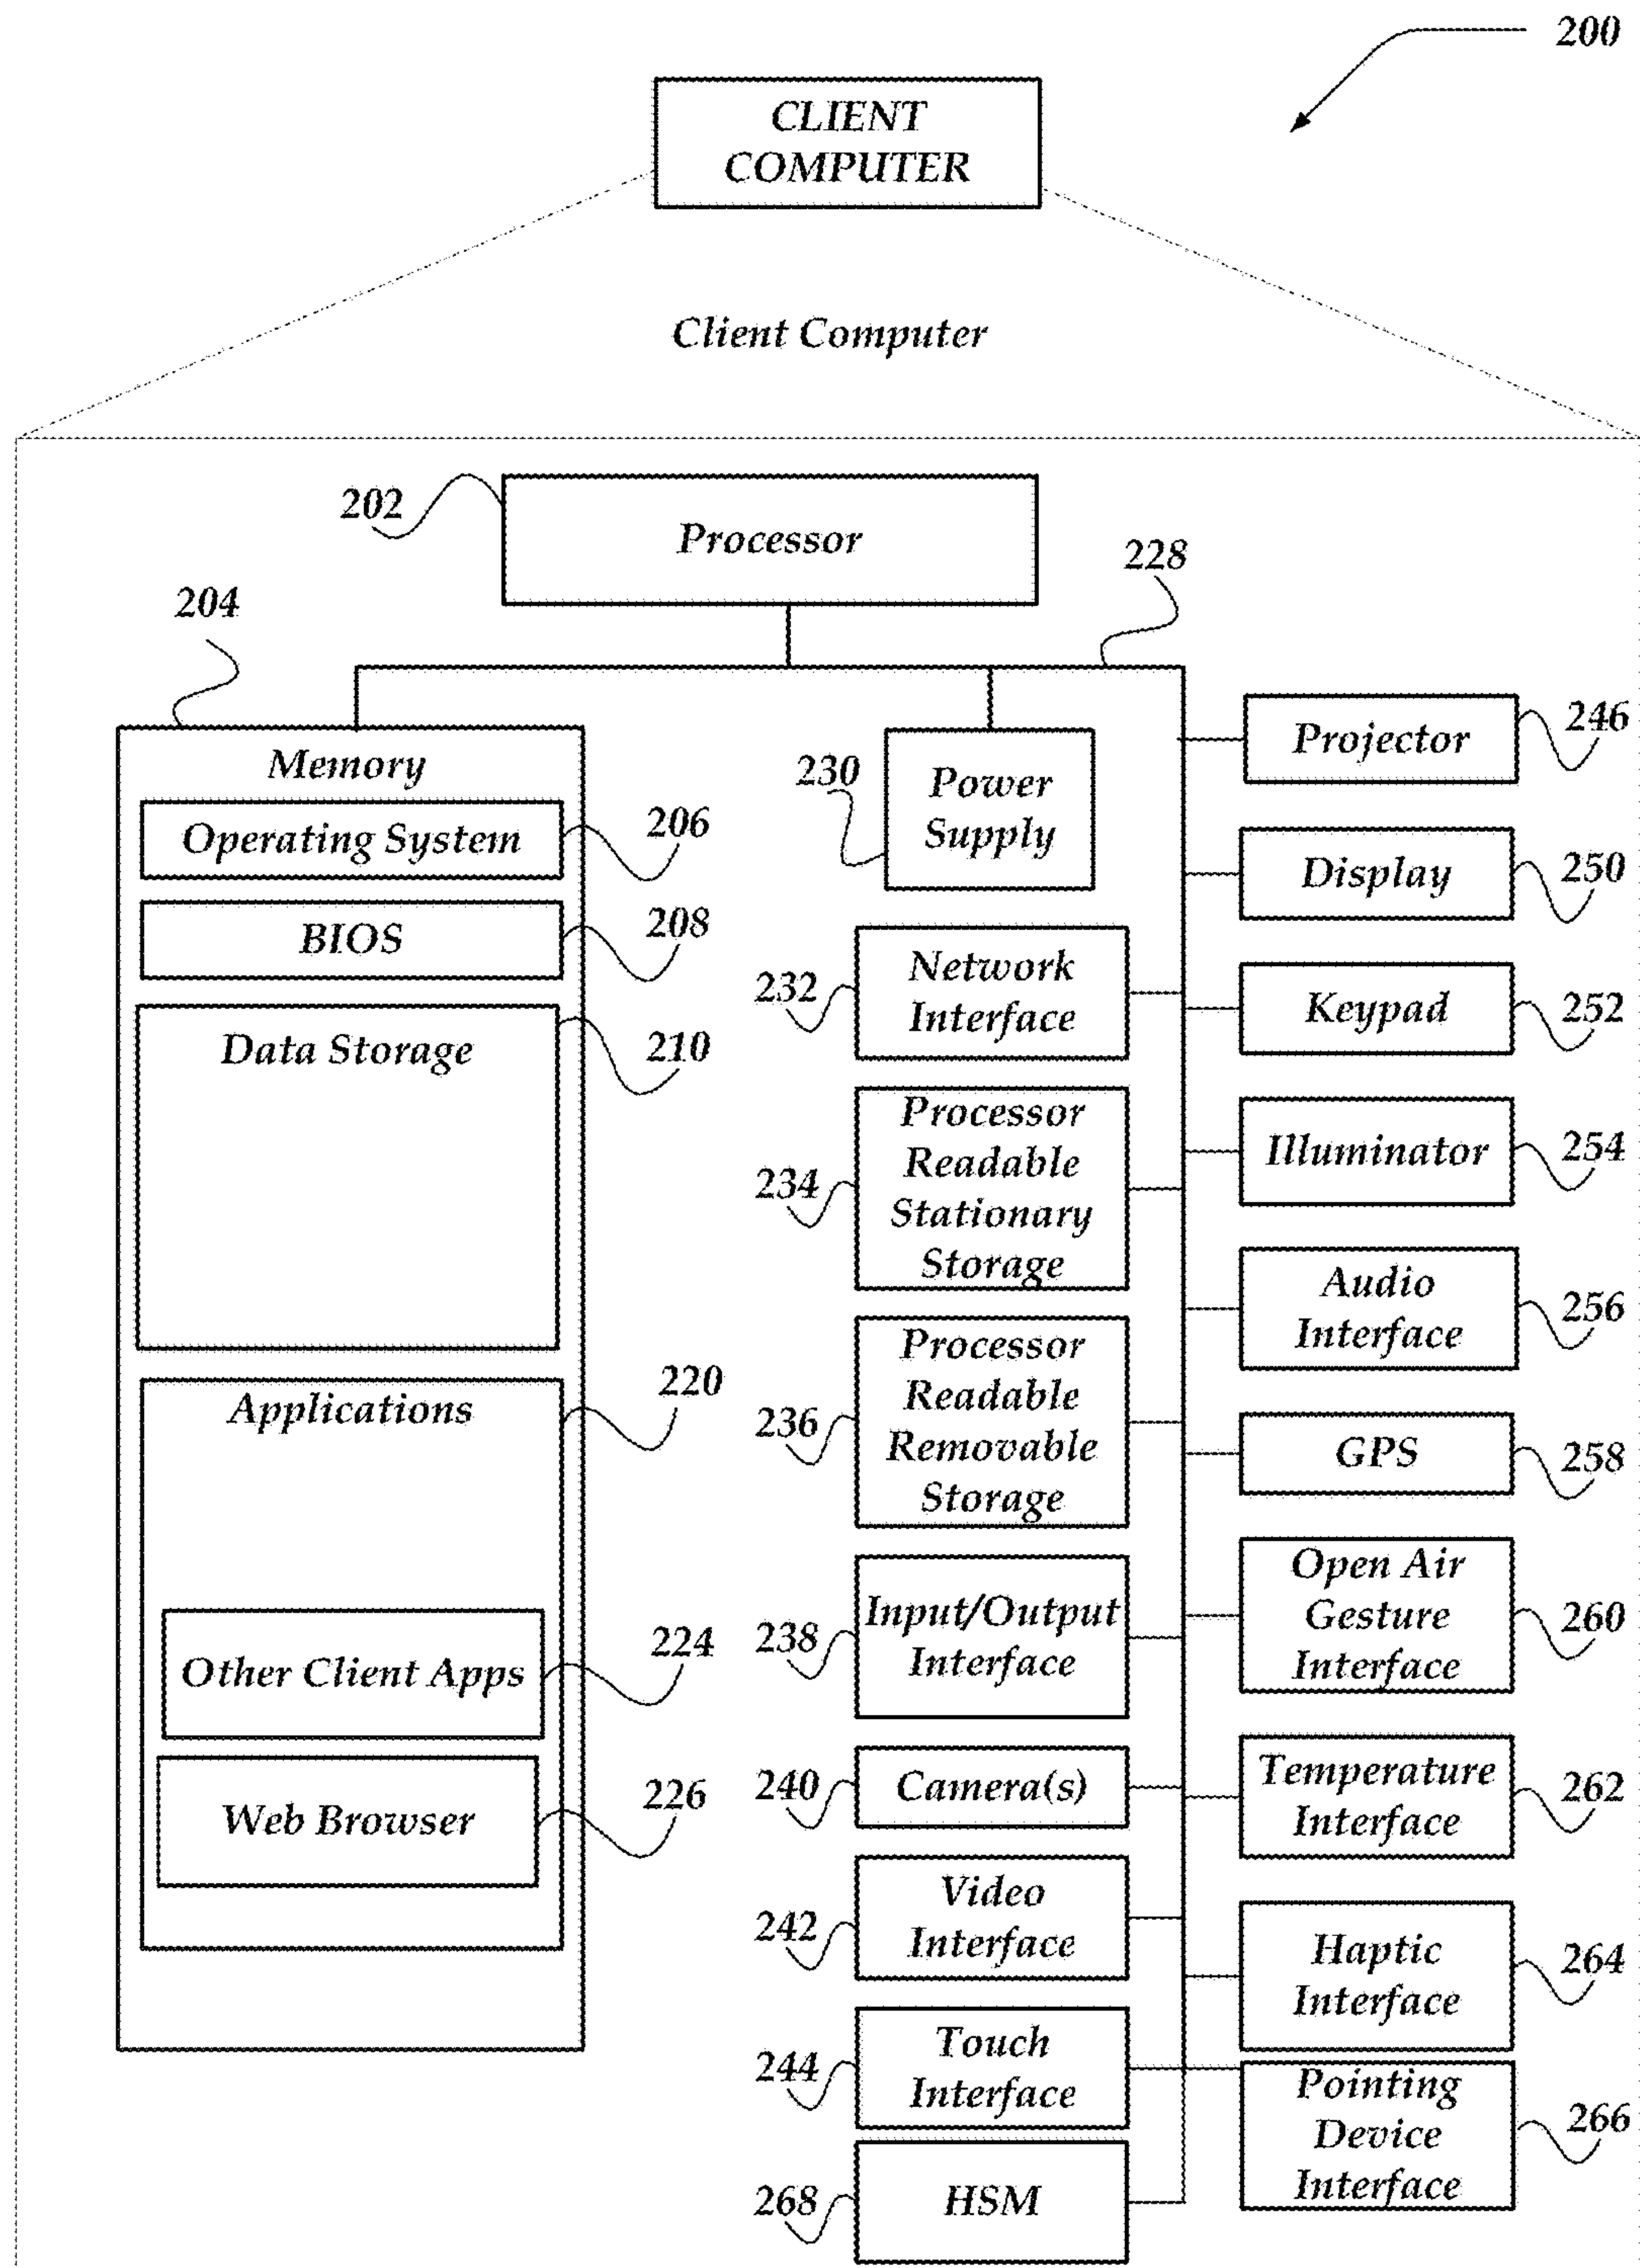 200
CLIENT
COMPUTER
Client Computer
202
Processor
228
204
Memory
Operating System
206
BIOS
208
Data Storage
210
Applications
220
Other Client Apps
224
Web Browser
226
230
Power
Supply
232
Network
Interface
234
Processor
Readable
Stationary
Storage
236
Processor
Readable
Removable
Storage
238
Input/Output
Interface
240
Camera(s)
242
Video
Interface
244
Touch
Interface
268
HSM
Projector
246
Display
250
Keypad
252
Illuminator
254
Audio
Interface
256
GPS
258
Open Air
Gesture
Interface
260
Temperature
Interface
262
Haptic
Interface
264
Pointing
Device
Interface
266